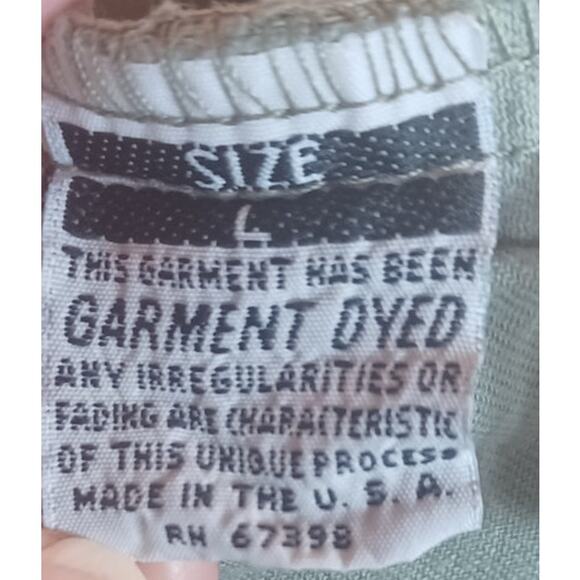 SIZE
L
THIS GARMENT HAS BEEN
GARMENT DYED
ANY IRREGULARITIES OR
FADING ARE CHARACTERISTIC
OF THIS UNIQUE PROCESS
MADE IN THE U. S. A.
RN 67398